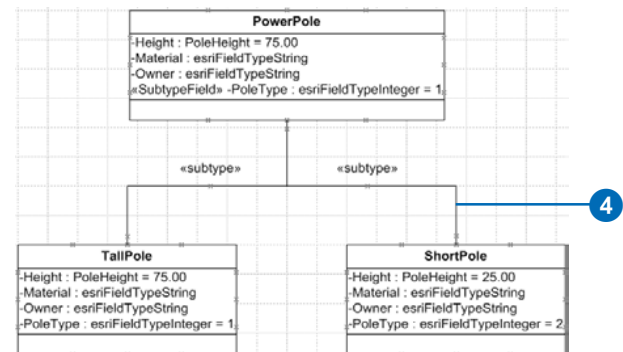 PowerPole
-Height : PoleHeight = 75.00
-Material : esriFieldTypeString
-Owner : esriFieldTypeString
«SubtypeField» -PoleType : esriFieldTypeInteger = 1
«subtype» «subtype»
4
TallPole
-Height : PoleHeight = 75.00
-Material : esriFieldTypeString
-Owner : esriFieldTypeString
-PoleType : esriFieldTypeInteger = 1
ShortPole
-Height : PoleHeight = 25.00
-Material : esriFieldTypeString
-Owner : esriFieldTypeString
-PoleType : esriFieldTypeInteger = 2